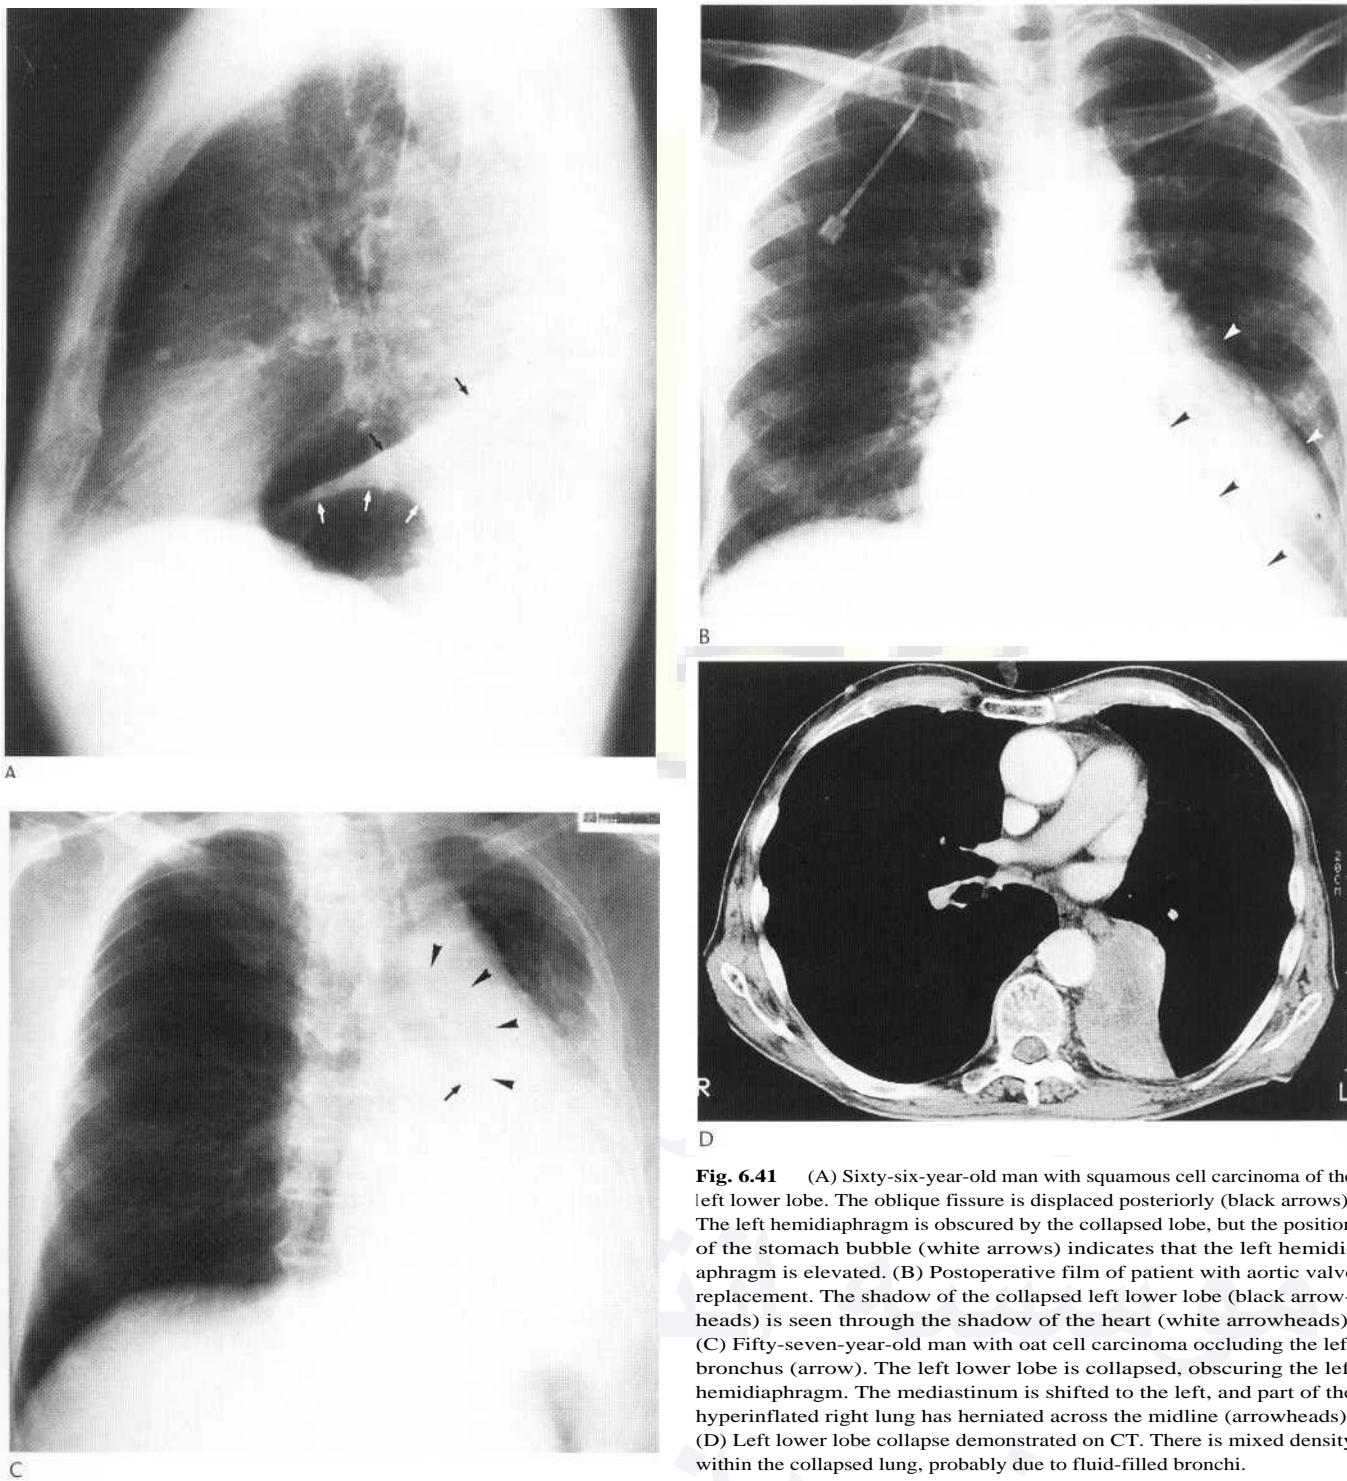 A
B
C
R
L
D
Fig. 6.41 (A) Sixty-six-year-old man with squamous cell carcinoma of the
left lower lobe. The oblique fissure is displaced posteriorly (black arrows)
The left hemidiaphragm is obscured by the collapsed lobe, but the position
of the stomach bubble (white arrows) indicates that the left hemidi-
aphragm is elevated. (B) Postoperative film of patient with aortic valve
replacement. The shadow of the collapsed left lower lobe (black arrow-
heads) is seen through the shadow of the heart (white arrowheads)
(C) Fifty-seven-year-old man with oat cell carcinoma occluding the lef
bronchus (arrow). The left lower lobe is collapsed, obscuring the lef
hemidiaphragm. The mediastinum is shifted to the left, and part of the
hyperinflated right lung has herniated across the midline (arrowheads)
(D) Left lower lobe collapse demonstrated on CT. There is mixed density
within the collapsed lung, probably due to fluid-filled bronchi.